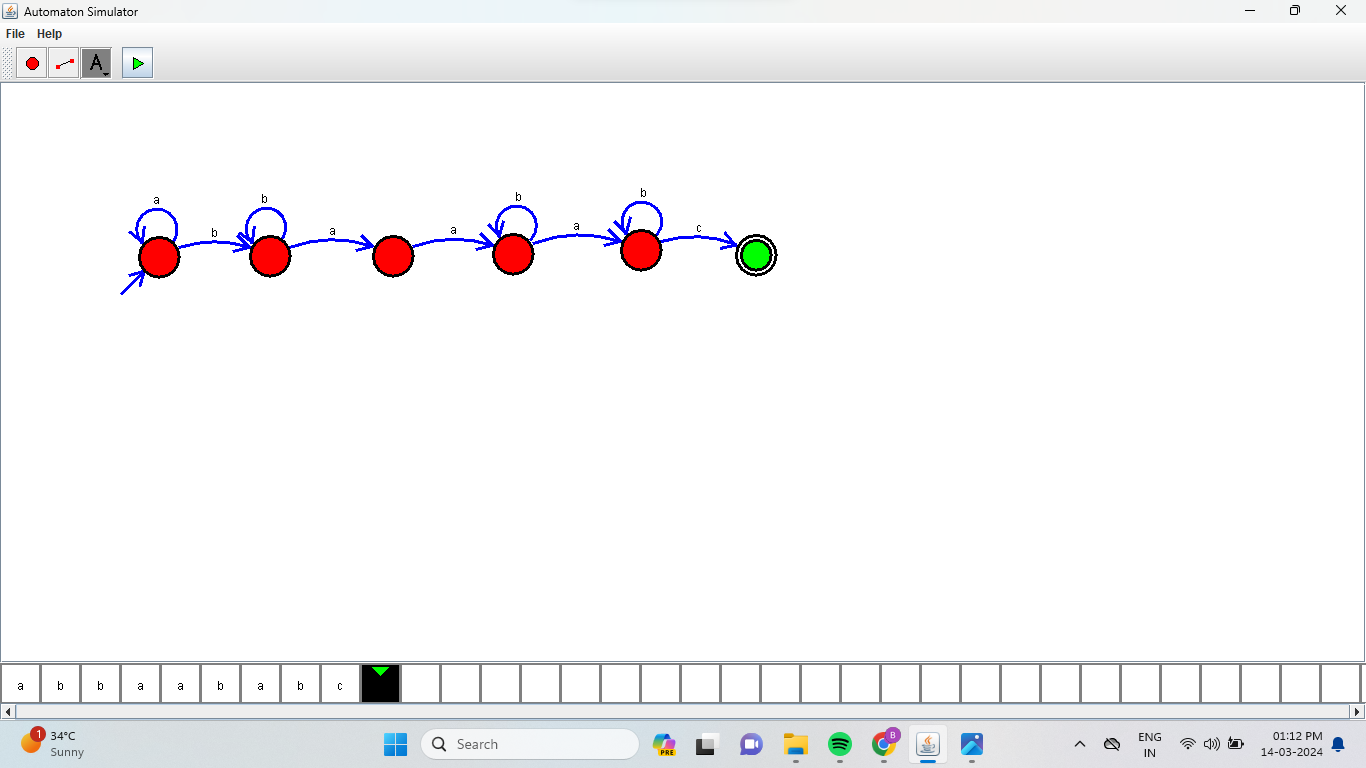 Automaton Simulator
File Help
A
a b b b
b a a a c
a b b a a b a b c
1 34°C
Sunny
Search
PRE
B
ENG
IN
01:12 PM
14-03-2024